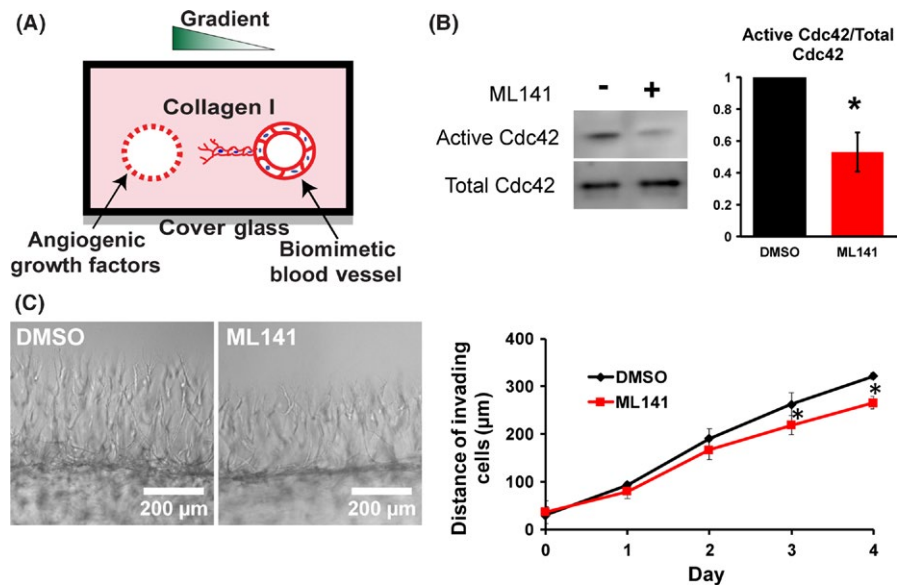 (A)
Gradient
Collagen I
Cover glass
Angiogenic
growth factors
Biomimetic
blood vessel
(B)
ML141
- +
Active Cdc42
Total Cdc42
Active Cdc42/Total
Cdc42
1
0.8
0.6
0.4
0.2
0
*
DMSO ML141
(C)
DMSO
200 µm
ML141
200 µm
Distance of invading
cells (µm)
400
300
200
100
0
DMSO
ML141
*
*
0 1 2 3 4
Day